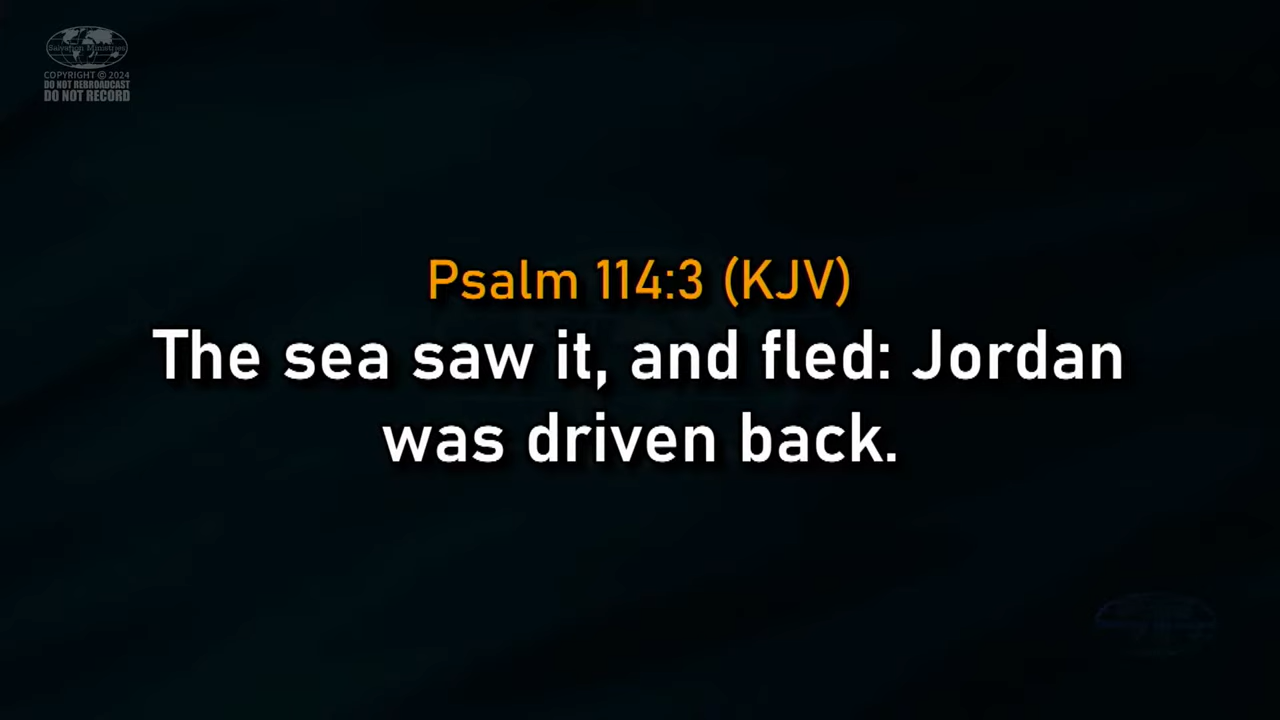 Salvation Ministries
COPYRIGHT © 2024
DO NOT REBROADCAST
DO NOT RECORD
Psalm 114:3 (KJV)
The sea saw it, and fled: Jordan
was driven back.